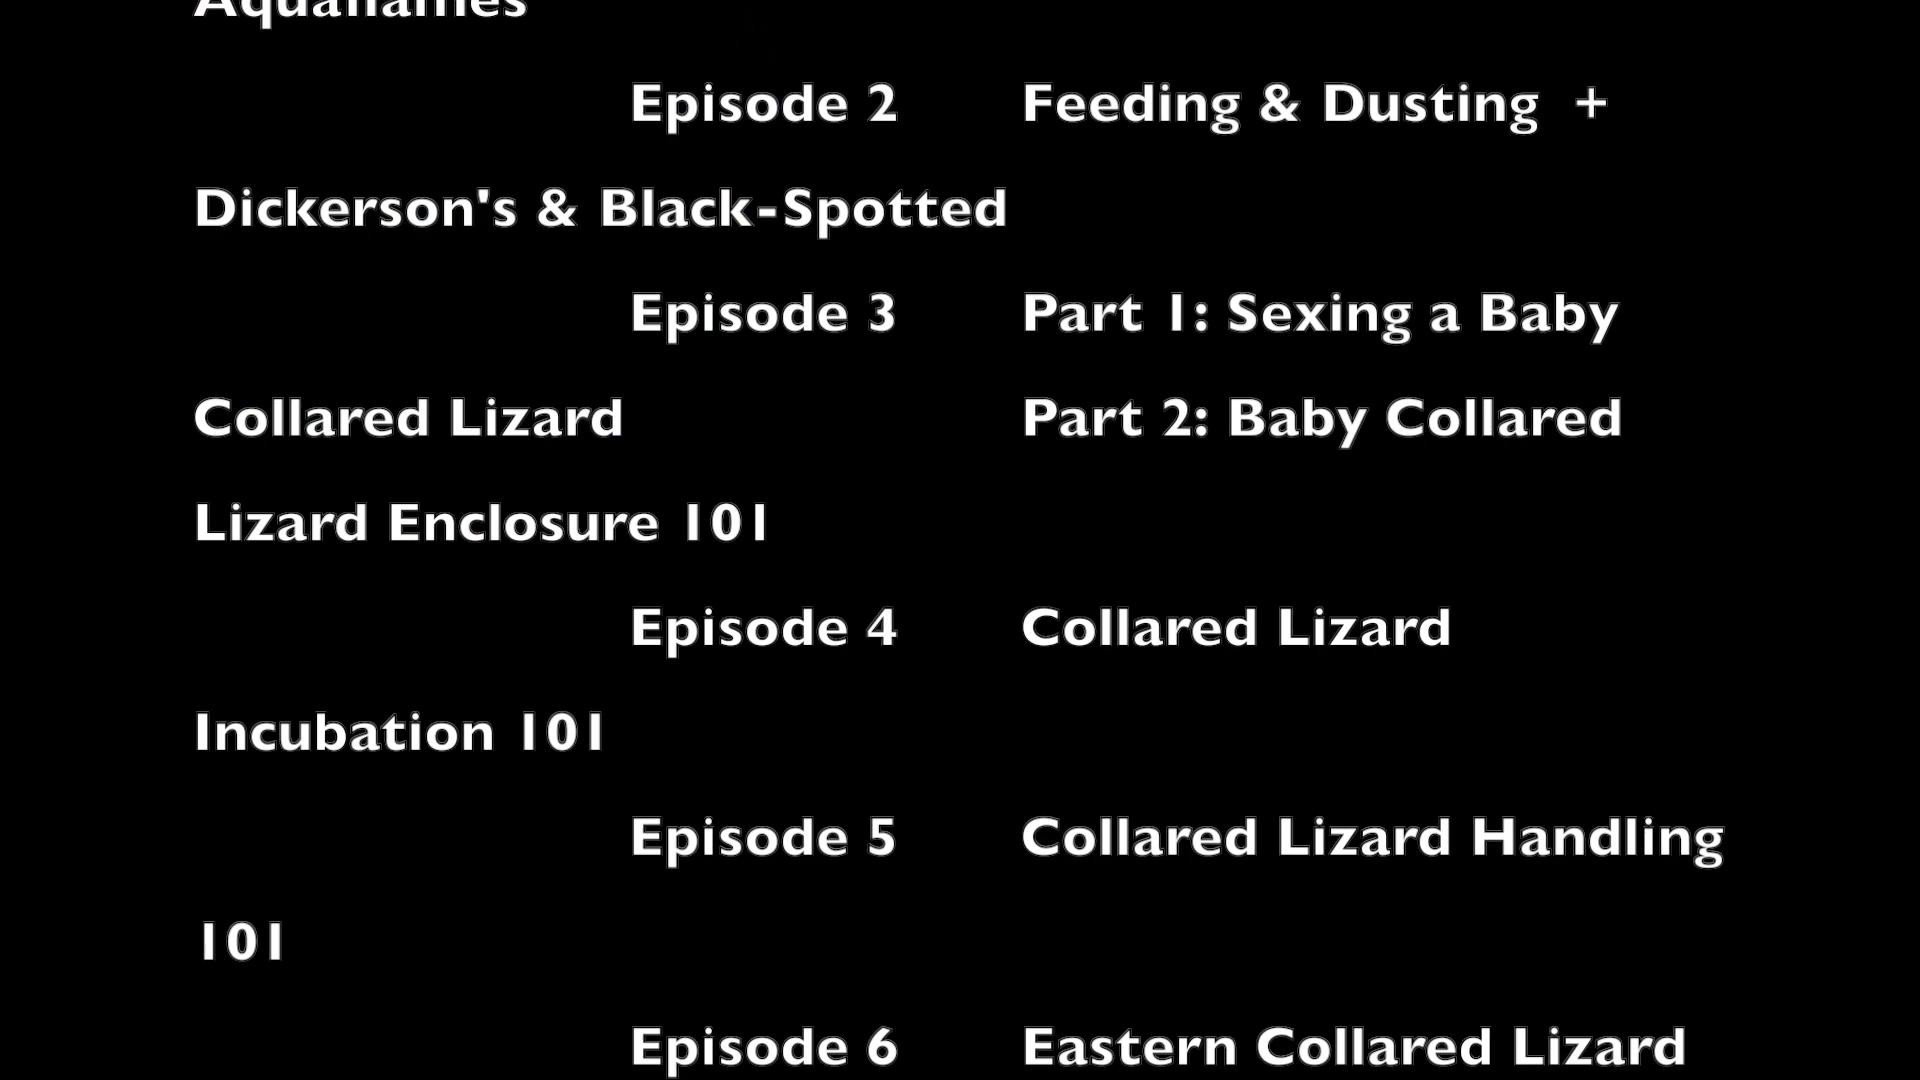 Aquaflames
Episode 2 Feeding & Dusting +
Dickerson's & Black-Spotted
Episode 3 Part 1: Sexing a Baby
Collared Lizard Part 2: Baby Collared
Lizard Enclosure 101
Episode 4 Collared Lizard
Incubation 101
Episode 5 Collared Lizard Handling
101
Episode 6 Eastern Collared Lizard